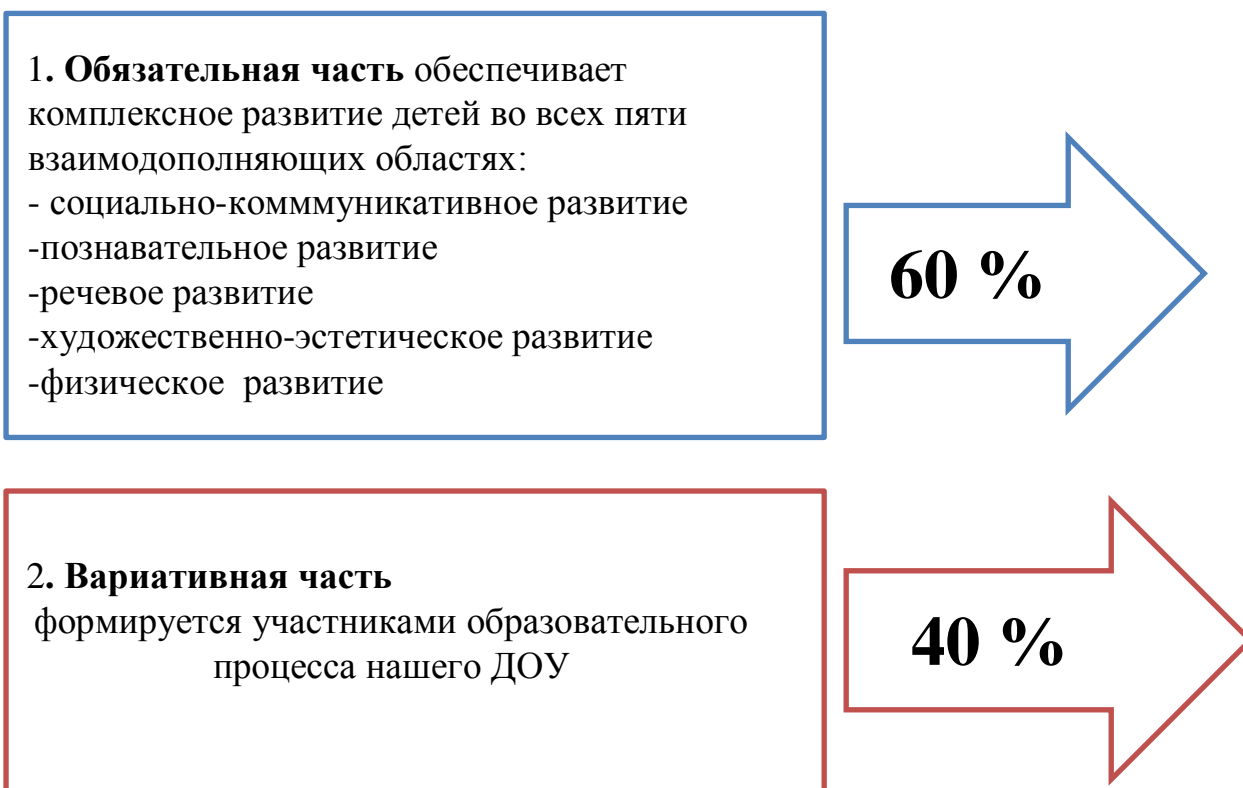 1. Обязательная часть обеспечивает
комплексное развитие детей во всех пяти
взаимодополняющих областях:
- социально-комммуникативное развитие
-познавательное развитие
-речевое развитие
-художественно-эстетическое развитие
-физическое  развитие
60 %
2. Вариативная часть
формируется участниками образовательного
процесса нашего ДОУ
40 %